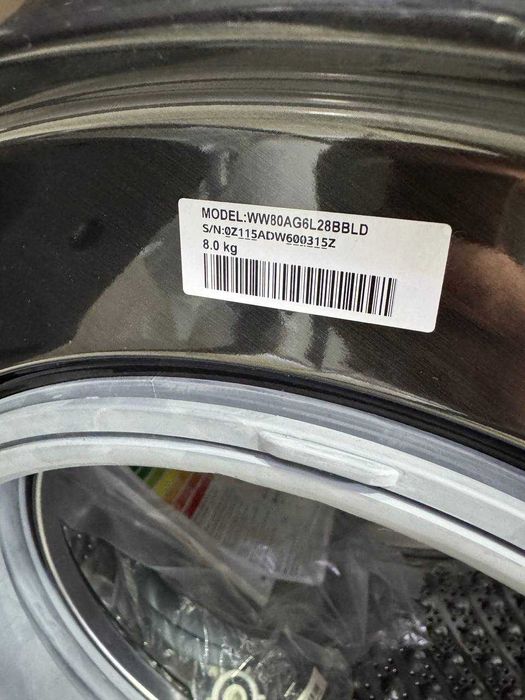 MODEL:WW80AG6L28BBLD
S/N:0Z115ADW600315Z
8.0 kg